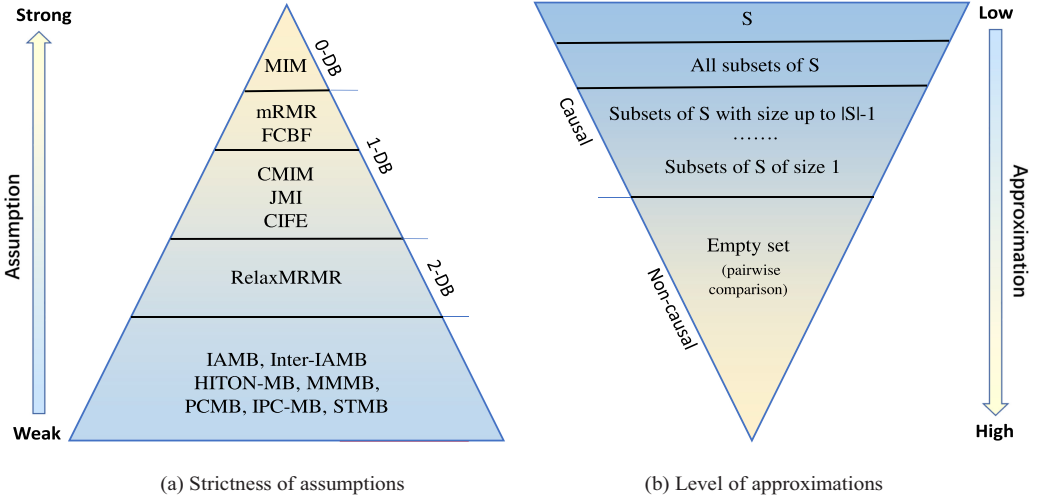 Strong
Assumption
Weak
0-DB
MIM
mRMR
FCBF
1-DB
CMIM
JMI
CIFE
2-DB
RelaxMRMR
IAMB, Inter-IAMB
HITON-MB, MMMB,
PCMB, IPC-MB, STMB
(a) Strictness of assumptions
S
All subsets of S
Causal
Subsets of S with size up to |S|-1
.......
Subsets of S of size 1
Non-causal
Empty set
(pairwise
comparison)
Low
Approximation
High
(b) Level of approximations